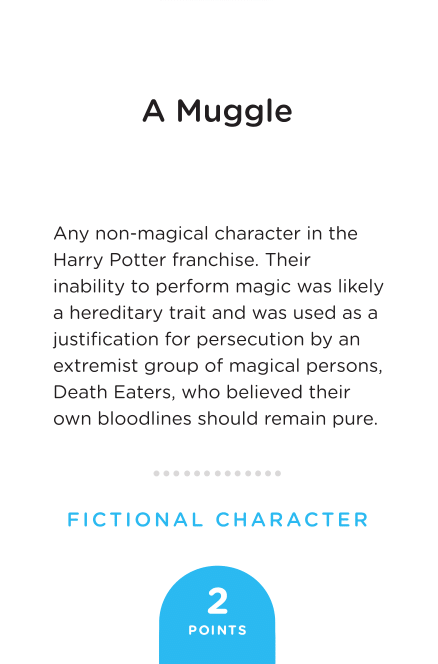 A Muggle
Any non-magical character in the
Harry Potter franchise. Their
inability to perform magic was likely
a hereditary trait and was used as a
justification for persecution by an
extremist group of magical persons,
Death Eaters, who believed their
own bloodlines should remain pure.
FICTIONAL CHARACTER
2
POINTS